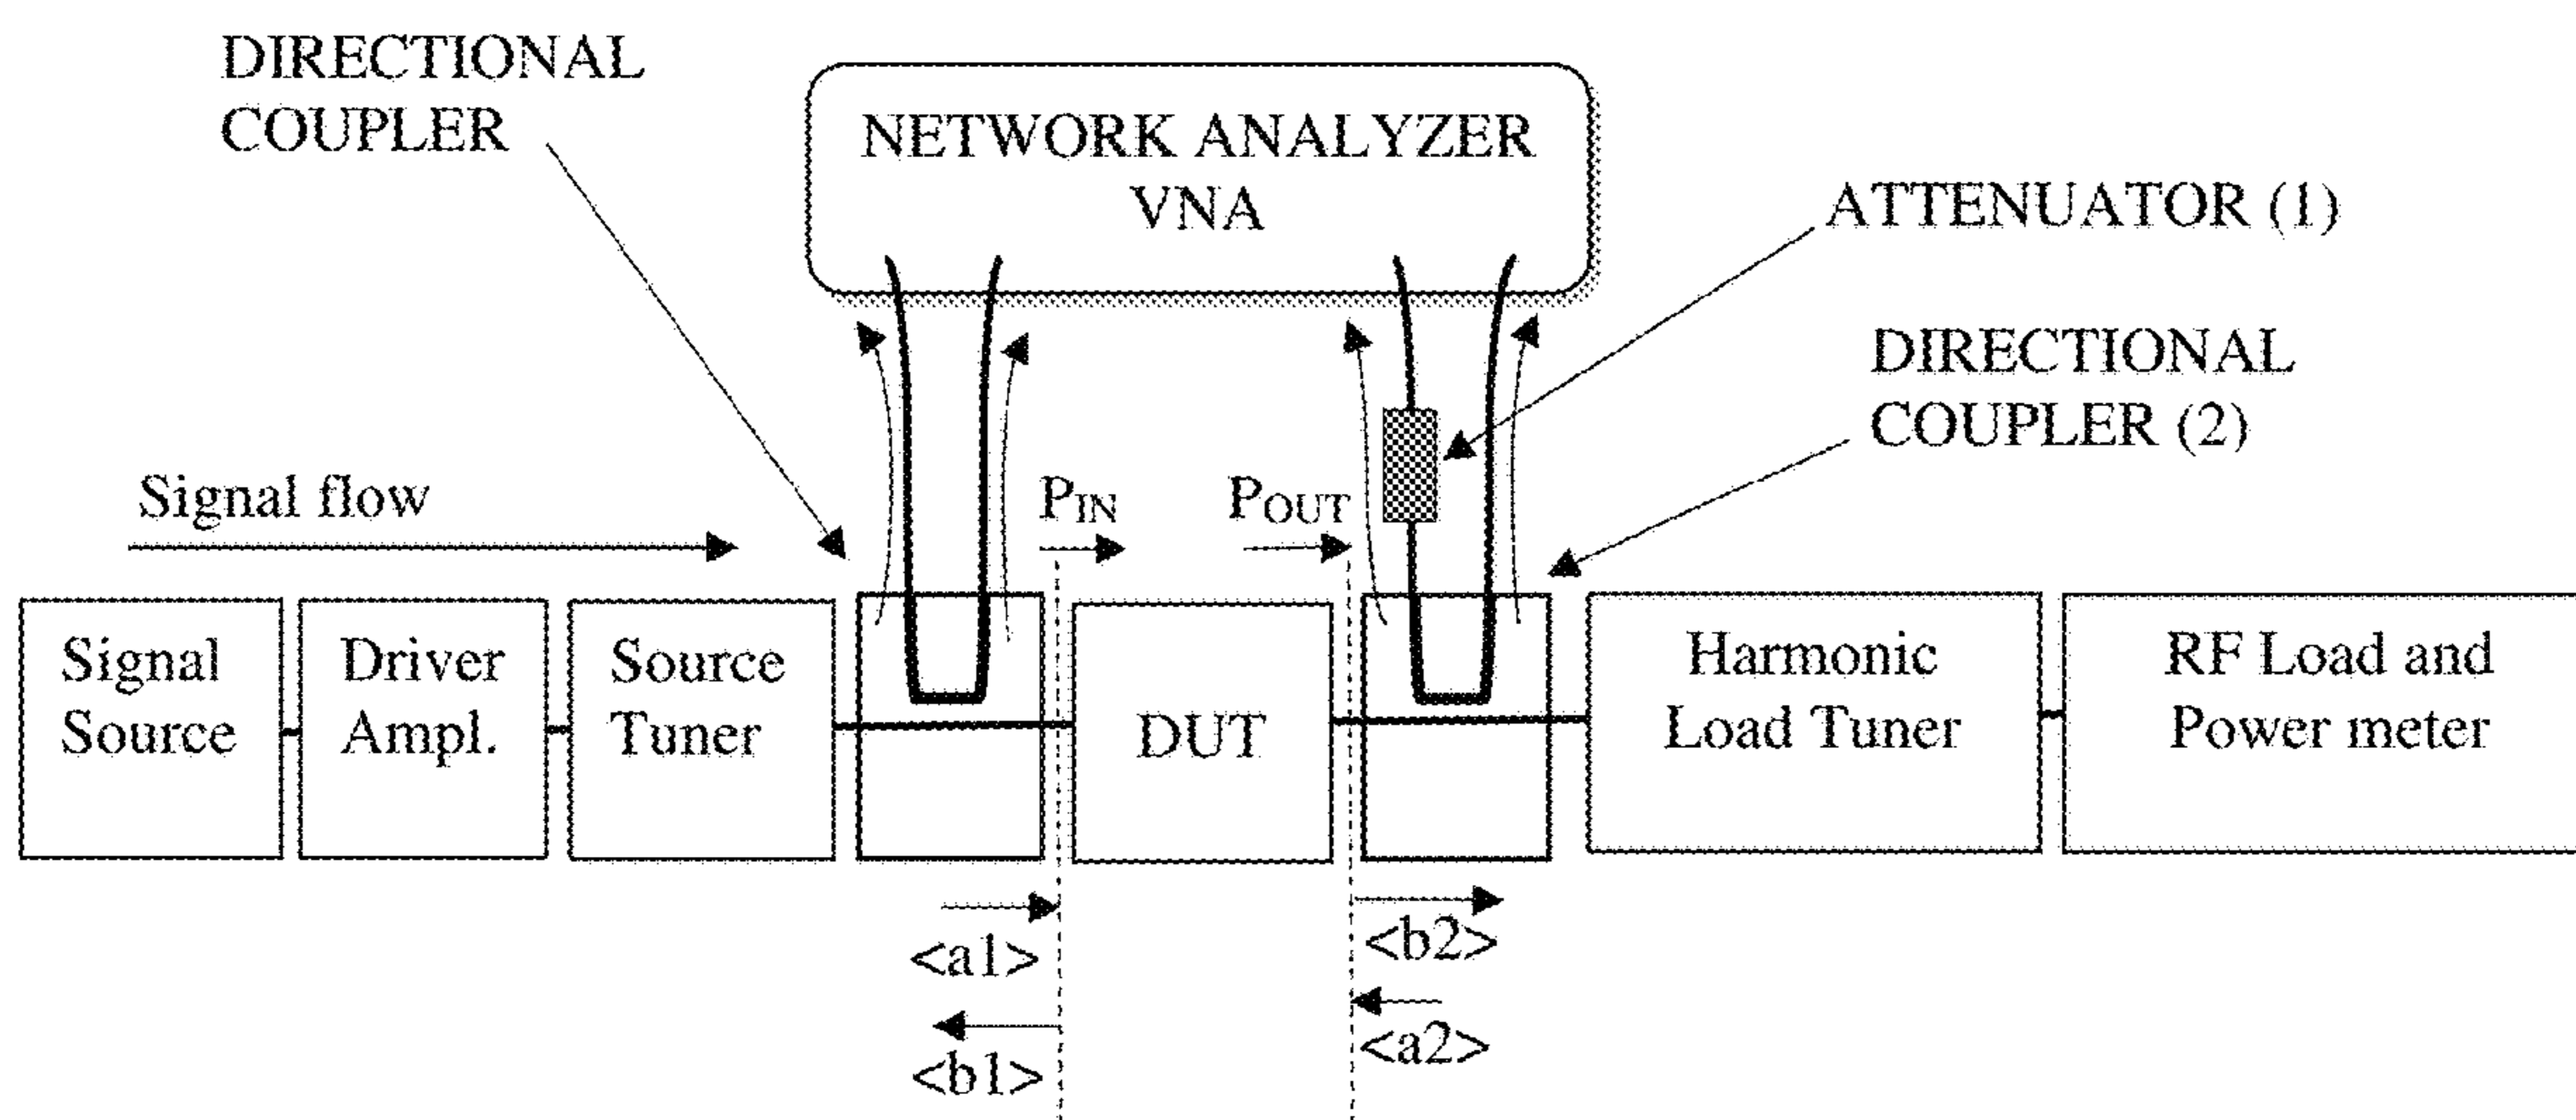 DIRECTIONAL
COUPLER
NETWORK ANALYZER
VNA
ATTENUATOR (1)
DIRECTIONAL
COUPLER (2)
Signal flow
PIN
POUT
Signal
Source
Driver
Ampl.
Source
Tuner
DUT
Harmonic
Load Tuner
RF Load and
Power meter
<a1>
<b1>
<b2>
<a2>